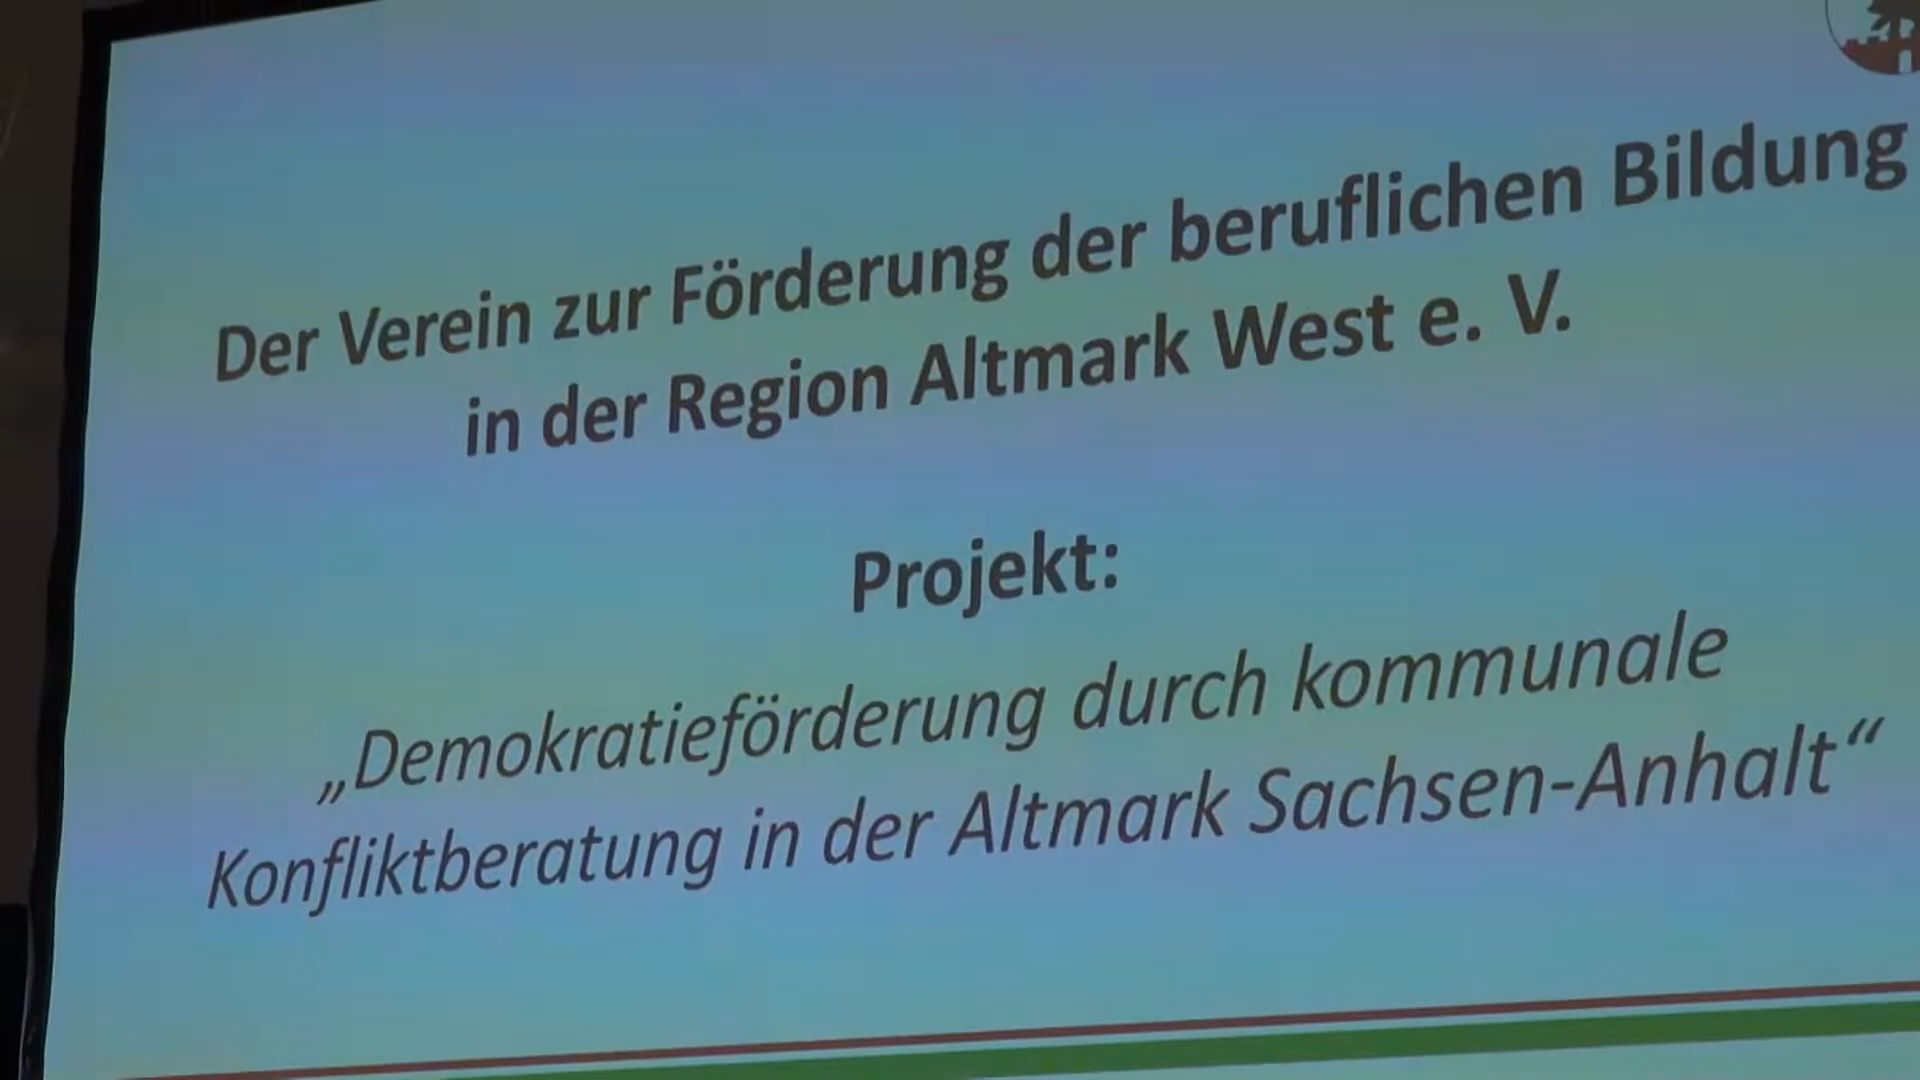 Der Verein zur Förderung der beruflichen Bildung
in der Region Altmark West e. V.
Projekt:
„Demokratieförderung durch kommunale
Konfliktberatung in der Altmark Sachsen-Anhalt“